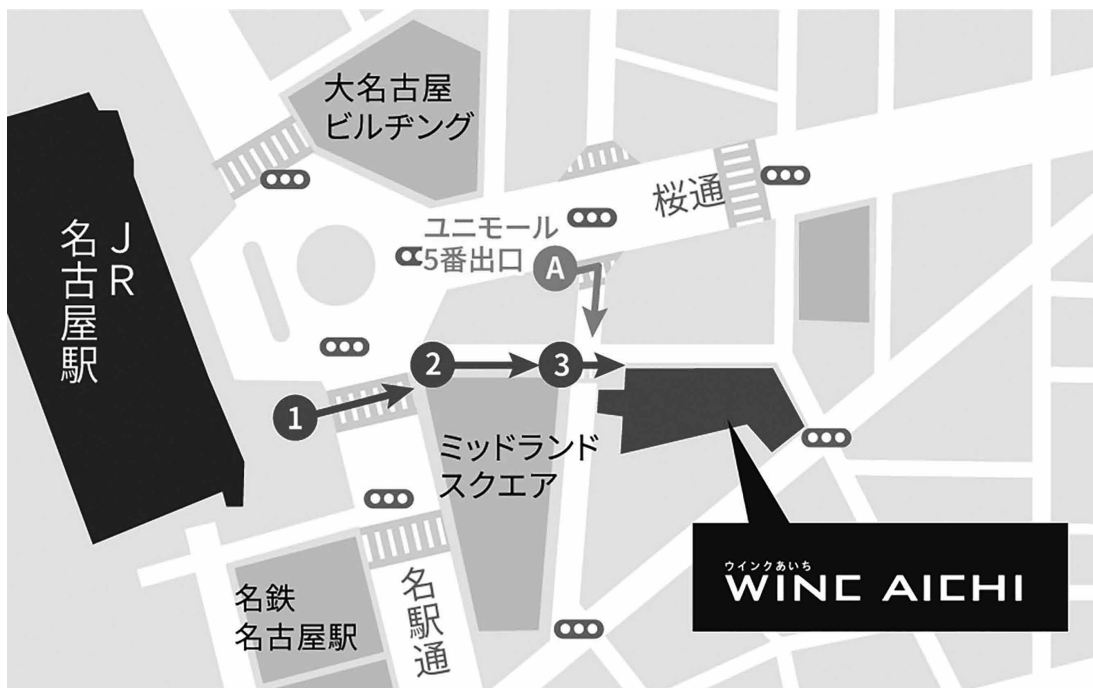 大名古屋
ビルヂング
桜通
ユニモール
5番出口
A
JR
名古屋駅
2
3
1
ミッドランド
スクエア
ウインクあいち
WINC AICHI
名鉄
名古屋駅
名駅通